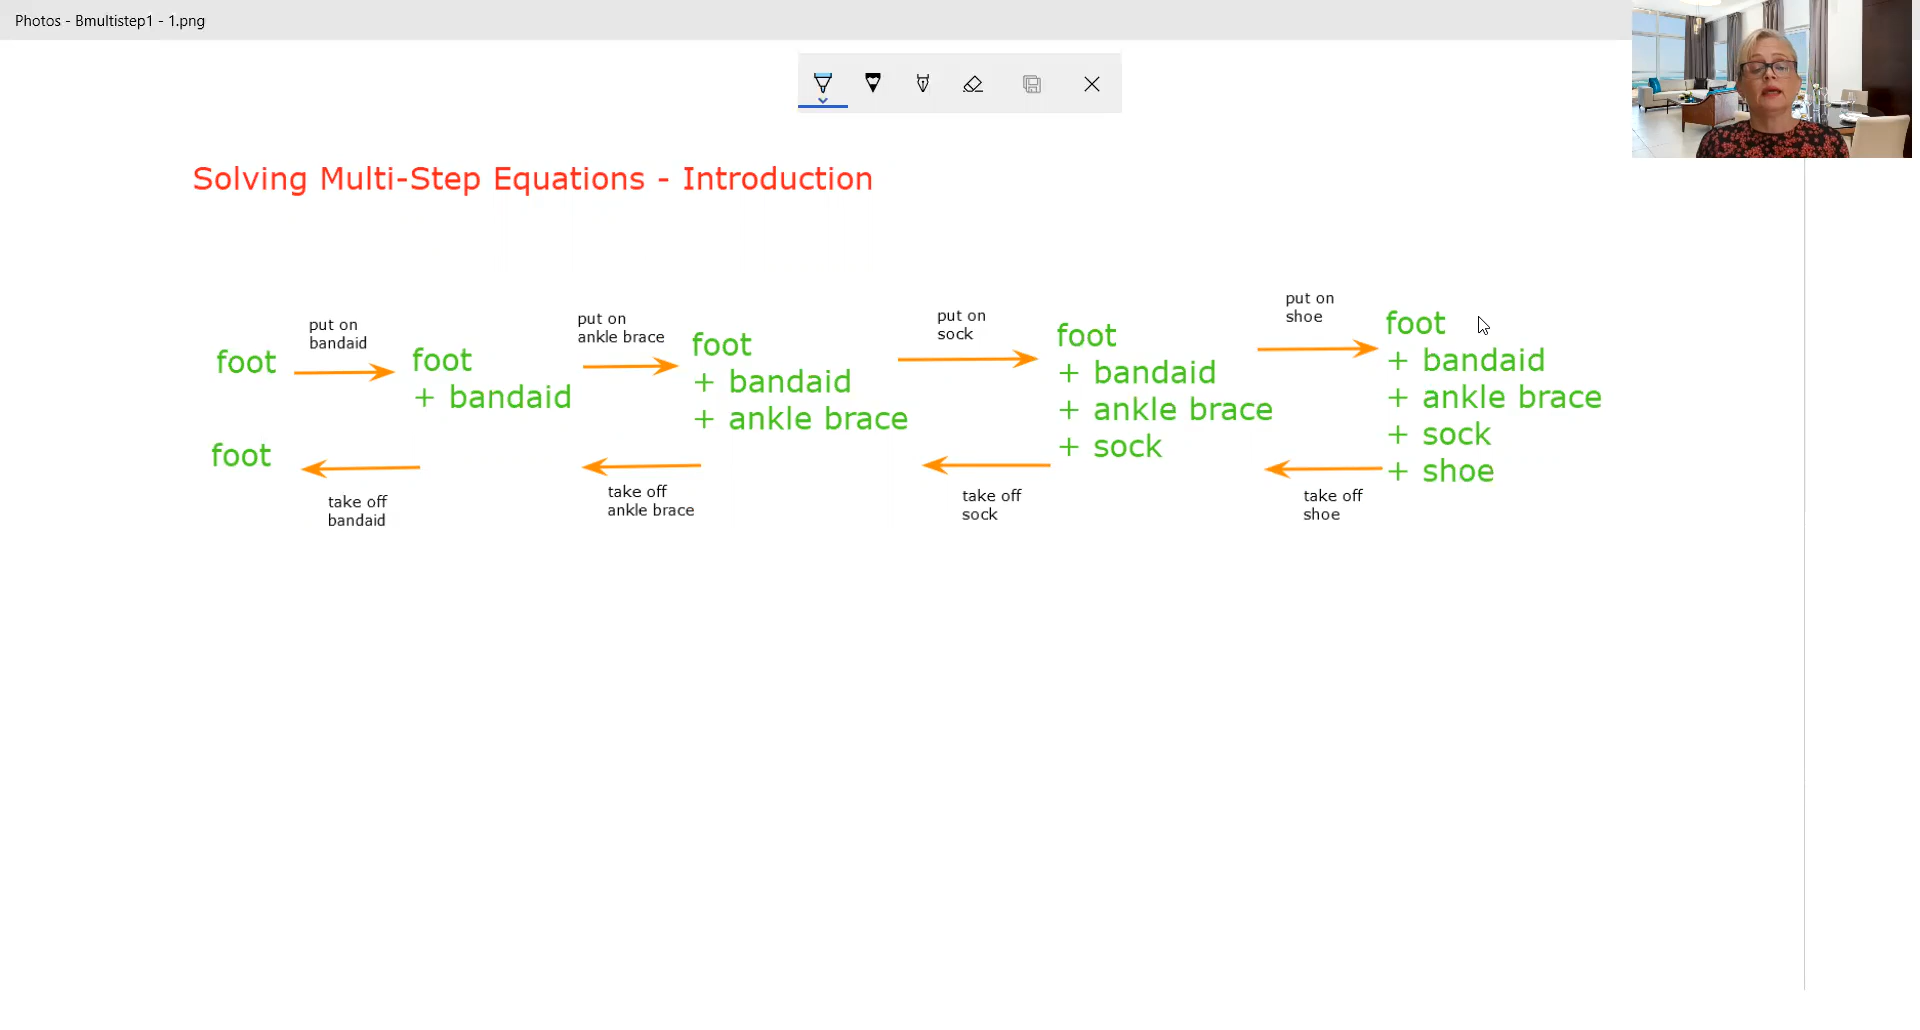 Photos - Bmultistep1 - 1.png
Solving Multi-Step Equations - Introduction
foot
put on
bandaid
foot
+ bandaid
put on
ankle brace
foot
+ bandaid
+ ankle brace
put on
sock
foot
+ bandaid
+ ankle brace
+ sock
put on
shoe
foot
+ bandaid
+ ankle brace
+ sock
+ shoe
foot
take off
bandaid
take off
ankle brace
take off
sock
take off
shoe